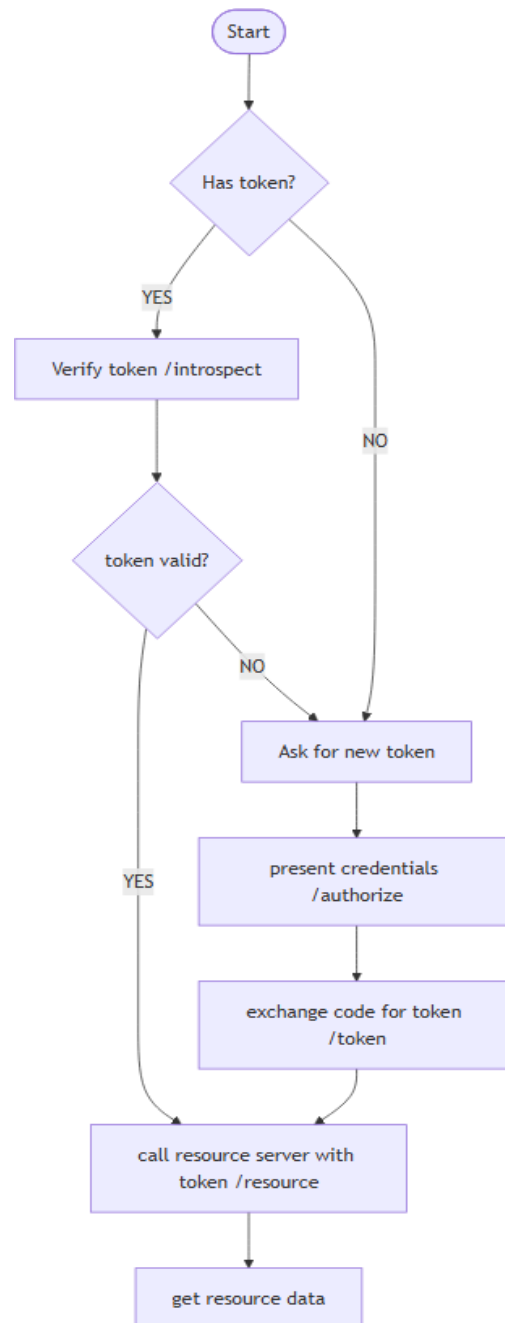 Start
Has token?
YES
Verify token /introspect
NO
token valid?
NO
Ask for new token
YES
present credentials
/authorize
exchange code for token
/token
call resource server with
token /resource
get resource data